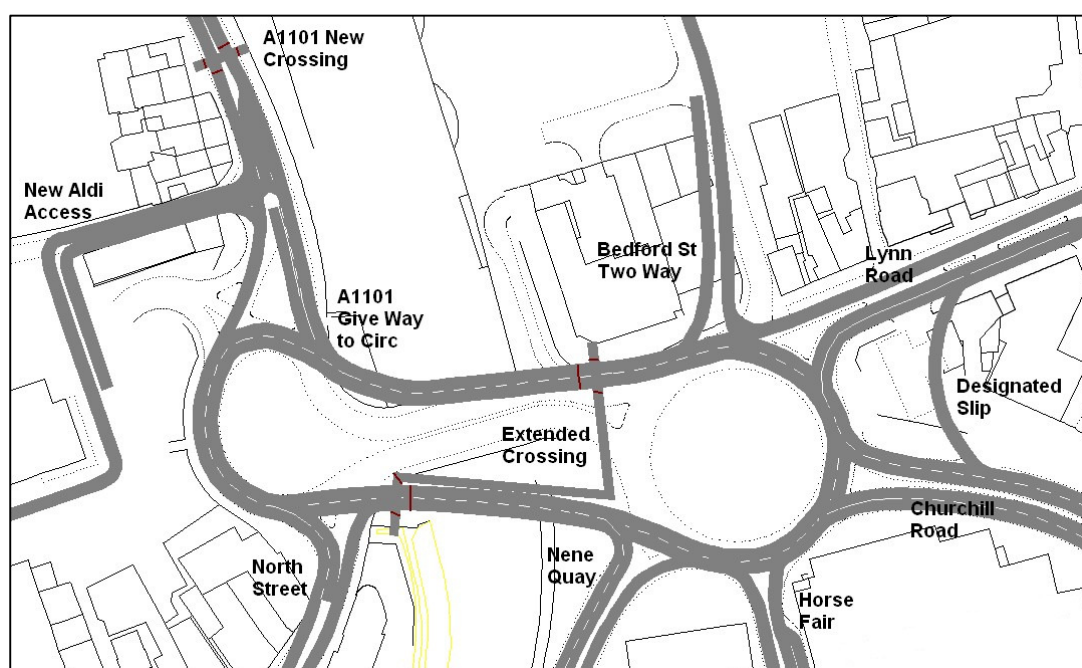 A1101 New
Crossing
New Aldi
Access
Bedford St
Two Way
Lynn
Road
A1101
Give Way
to Circ
Designated
Slip
Extended
Crossing
Churchill
Road
North
Street
Nene
Quay
Horse
Fair